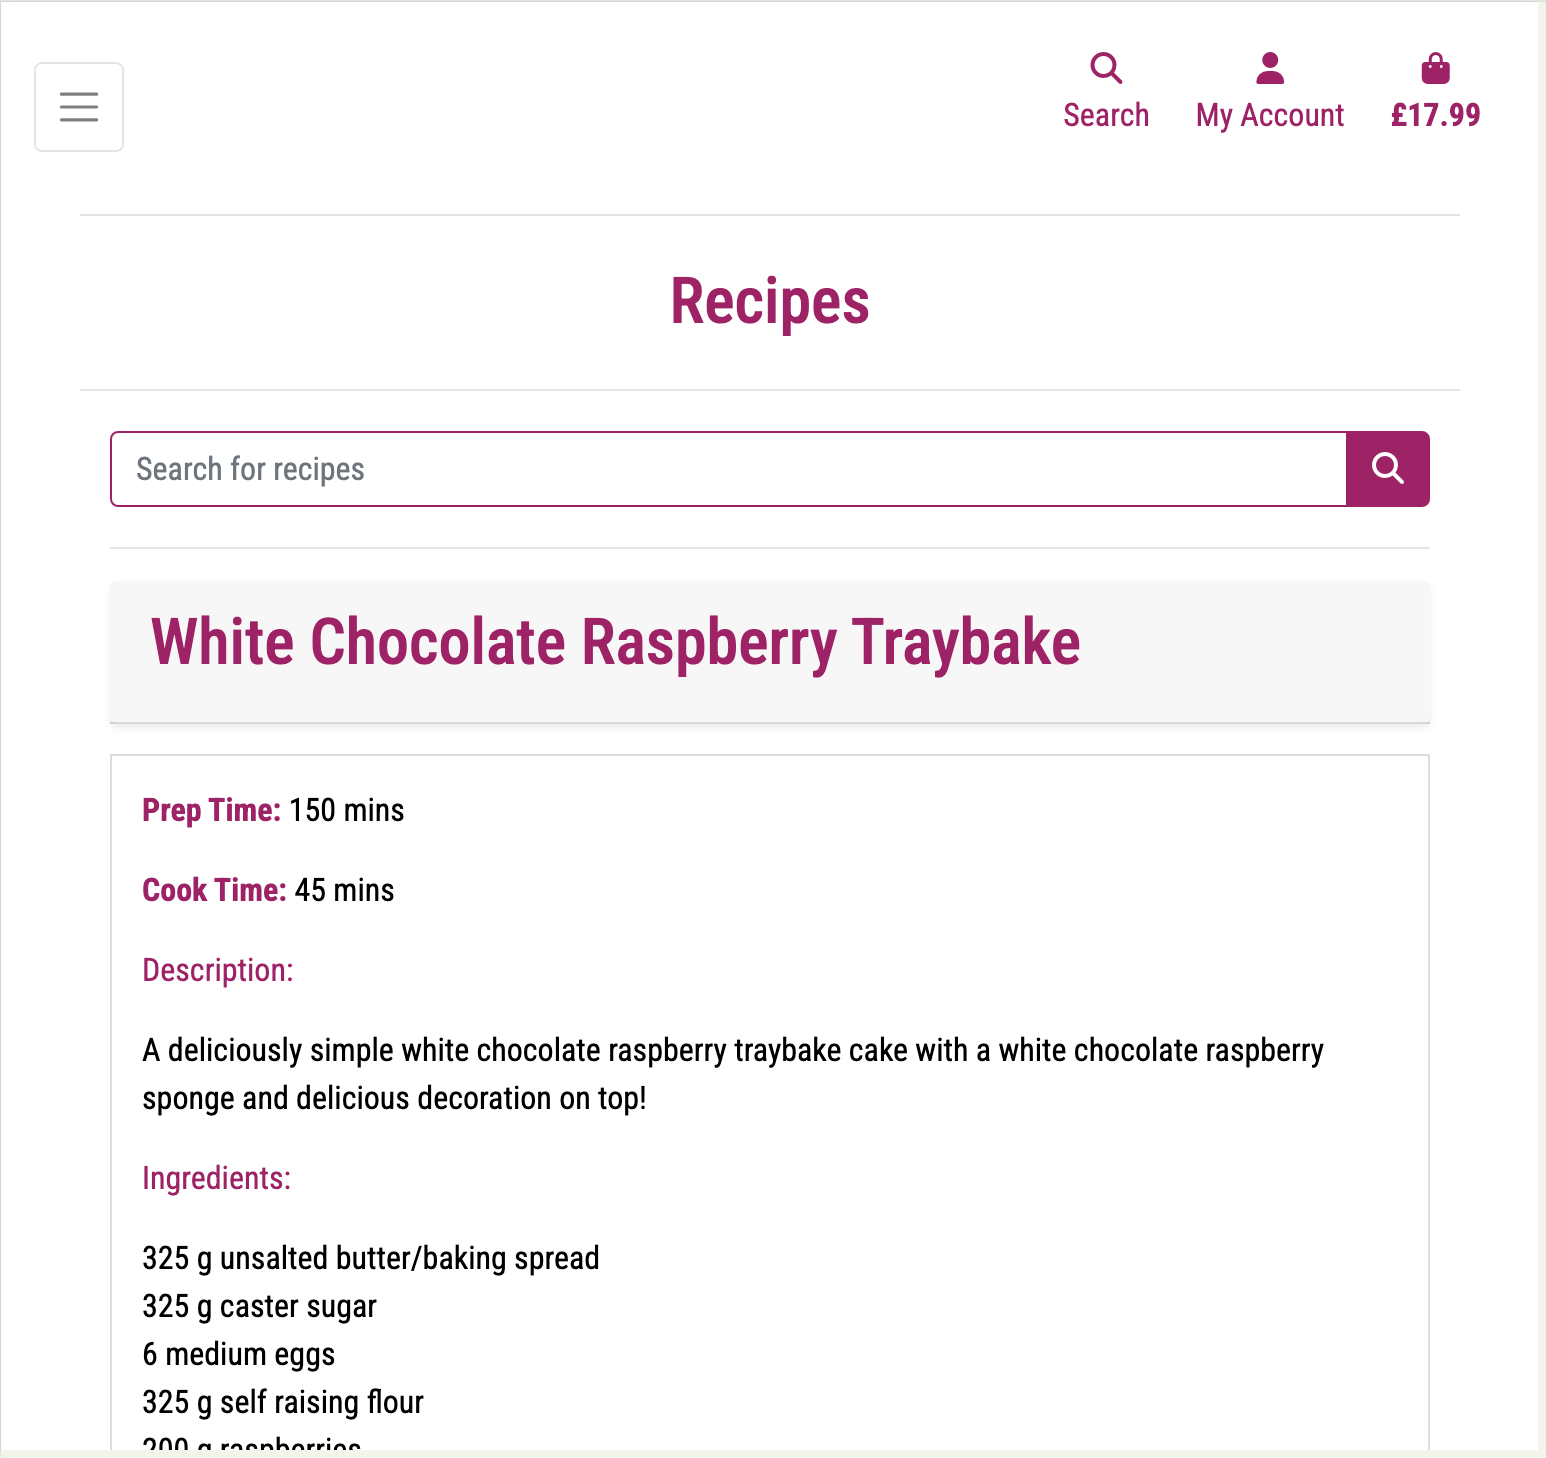 Search
My Account
£17.99
Recipes
Search for recipes
White Chocolate Raspberry Traybake
Prep Time: 150 mins
Cook Time: 45 mins
Description:
A deliciously simple white chocolate raspberry traybake cake with a white chocolate raspberry
sponge and delicious decoration on top!
Ingredients:
325 g unsalted butter/baking spread
325 g caster sugar
6 medium eggs
325 g self raising flour
200 g raspberries